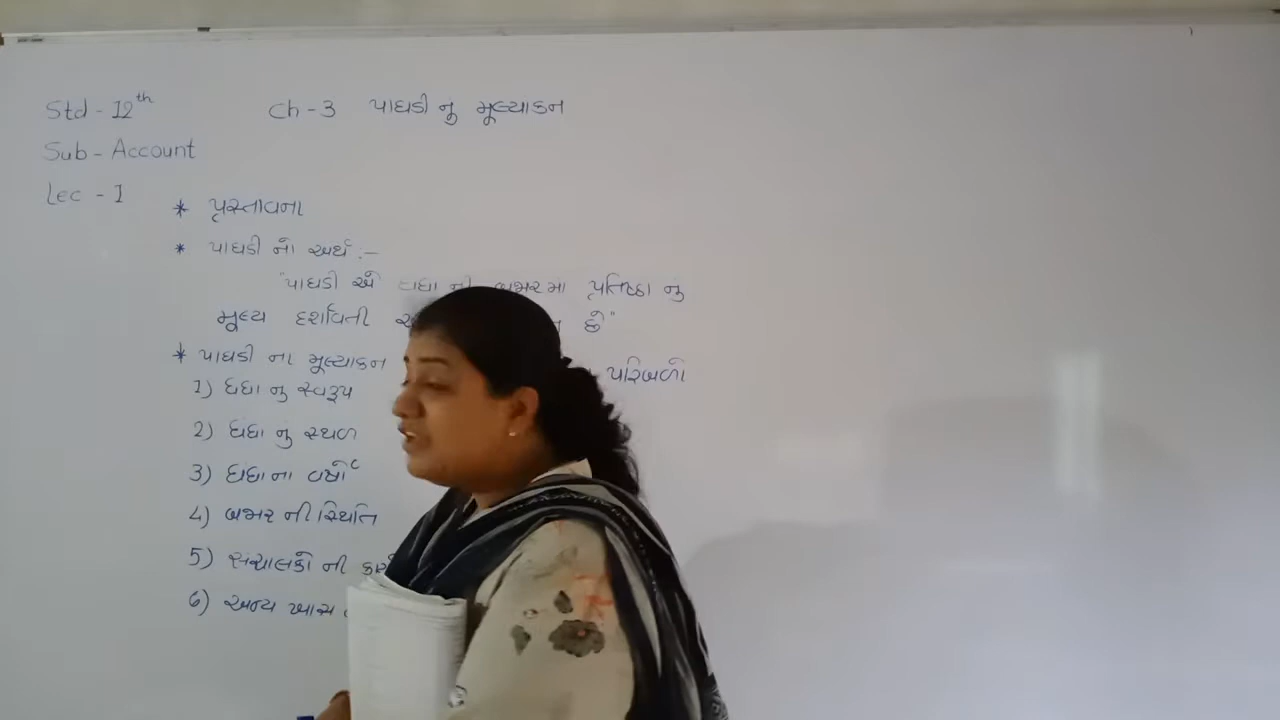 Std - 12th Ch - 3 પાઘડી નું મૂલ્યાકન
Sub - Account
Lec - 1
* પ્રસ્તાવના
* પાઘડી નો અર્થ :-
"પાઘડી એ ધંધા ની બજારમાં પ્રતિષ્ઠા નું
મૂલ્ય દર્શાવતી છે"
* પાઘડી ના મૂલ્યાકન પરિબળો
1) ધંધા નુ સ્વરૂપ
2) ધંધા નું સ્થળ
3) ધંધા ના વર્ષો
4) બજાર ની સ્થિતિ
5) સંચાલકો ની
6) અન્ય ખાસ